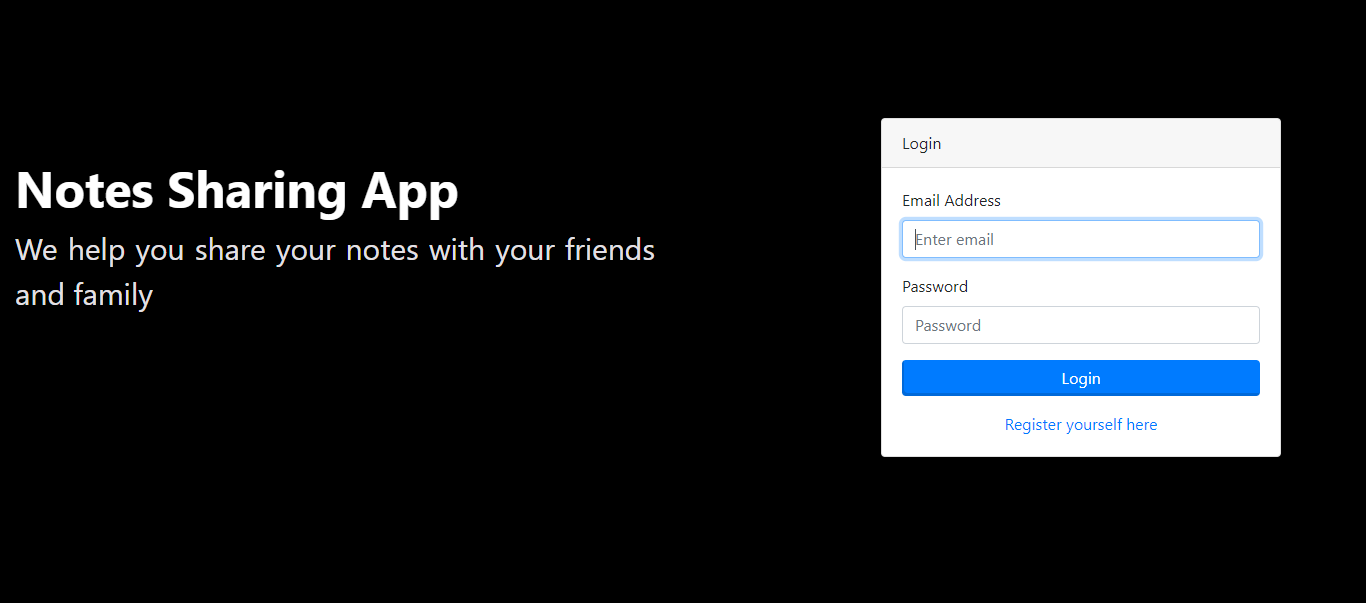 Notes Sharing App
We help you share your notes with your friends
and family
Login
Email Address
Enter email
Password
Password
Login
Register yourself here